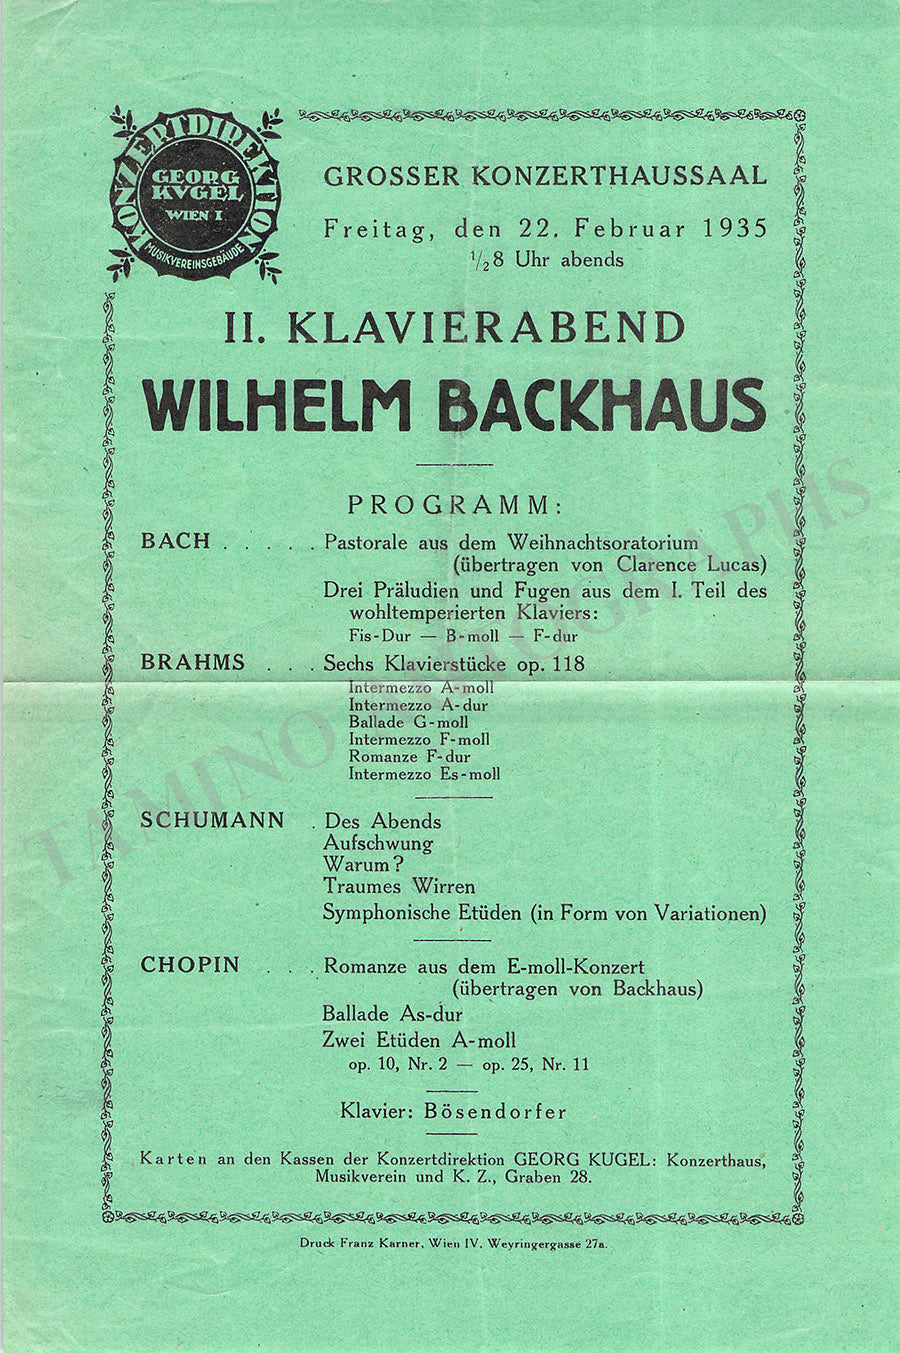 KONZERTDIREKTION
GEORG
KUGEL
WIEN I
MUSIKVEREINSGEBÄUDE
GROSSER KONZERTHAUSSAAL
Freitag, den 22. Februar 1935
1/2 8 Uhr abends
II. KLAVIERABEND
WILHELM BACKHAUS
PROGRAMM:
BACH . . . . . Pastorale aus dem Weihnachtsoratorium
(übertragen von Clarence Lucas)
Drei Präludien und Fugen aus dem I. Teil des
wohltemperierten Klaviers:
Fis-Dur — B-moll — F-dur
BRAHMS . . . Sechs Klavierstücke op. 118
Intermezzo A-moll
Intermezzo A-dur
Ballade G-moll
Intermezzo F-moll
Romanze F-dur
Intermezzo Es-moll
SCHUMANN . Des Abends
Aufschwung
Warum?
Traumes Wirren
Symphonische Etüden (in Form von Variationen)
CHOPIN . . . Romanze aus dem E-moll-Konzert
(übertragen von Backhaus)
Ballade As-dur
Zwei Etüden A-moll
op. 10, Nr. 2 — op. 25, Nr. 11
Klavier: Bösendorfer
Karten an den Kassen der Konzertdirektion GEORG KUGEL: Konzerthaus,
Musikverein und K. Z., Graben 28.
Druck Franz Karner, Wien IV, Weyringergasse 27a.
TAMINO AUTOGRAPHS